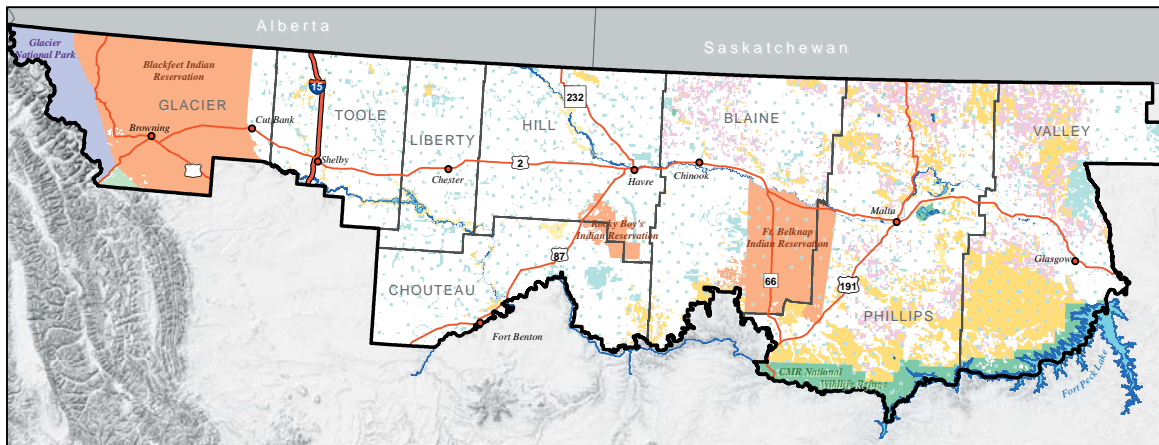 Alberta
Saskatchewan
Glacier
National Park
Blackfeet Indian
Reservation
GLACIER
Browning
Cut Bank
15
TOOLE
Shelby
LIBERTY
Chester
HILL
232
2
Havre
BLAINE
Chinook
VALLEY
Malta
Rocky Boy's
Indian Reservation
Ft. Belknap
Indian Reservation
87
66
191
Glasgow
CHOUTEAU
PHILLIPS
Fort Benton
CMR National
Wildlife Refuge
Fort Peck Lake